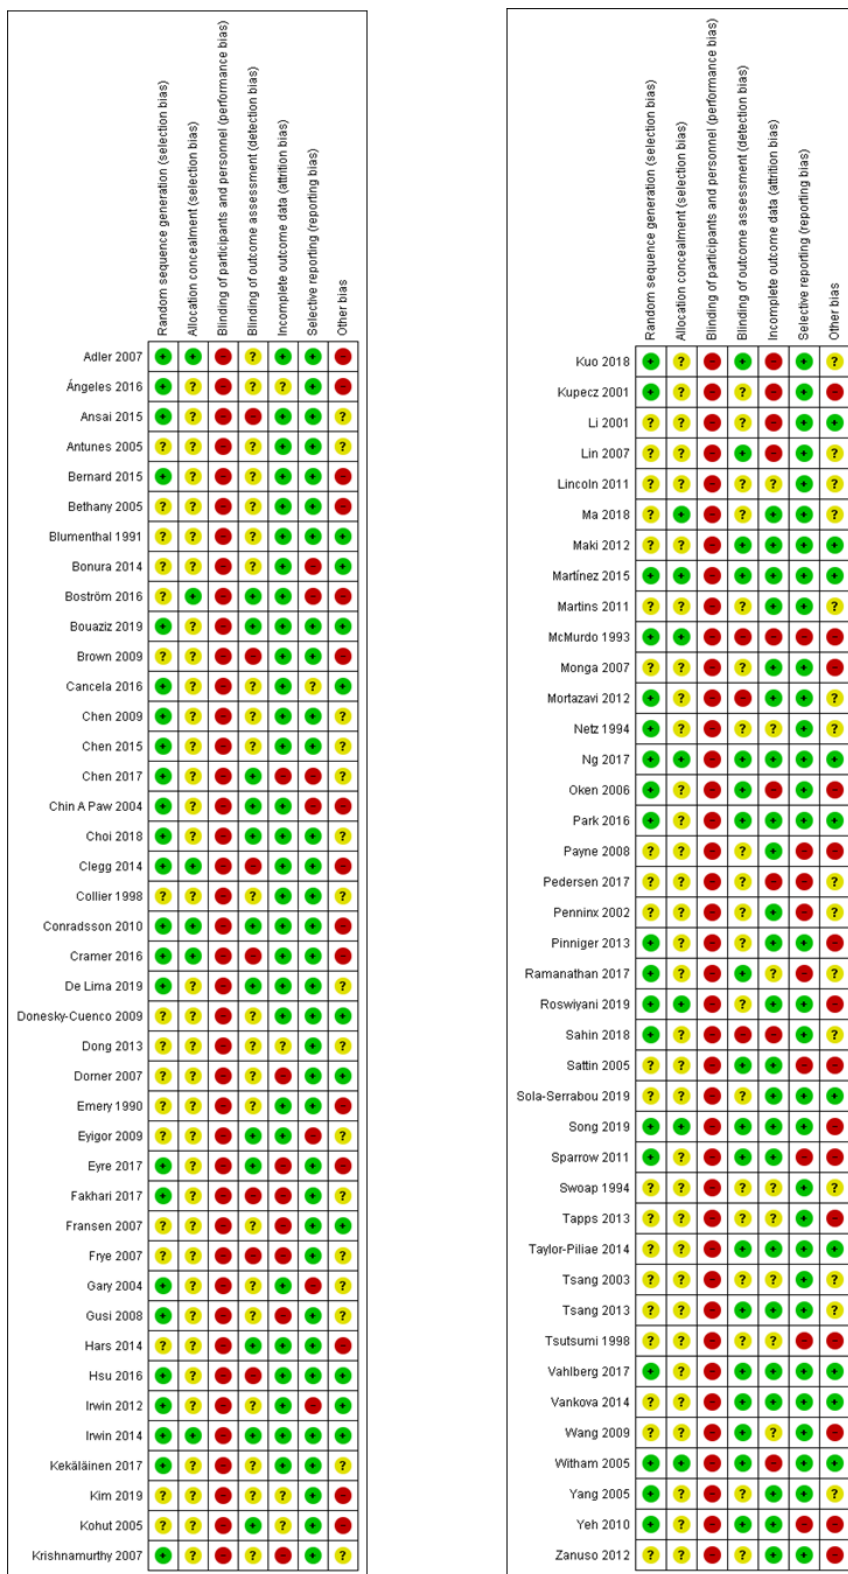 Random sequence generation (selection bias)
Allocation concealment (selection bias)
Blinding of participants and personnel (performance bias)
Blinding of outcome assessment (detection bias)
Incomplete outcome data (attrition bias)
Selective reporting (reporting bias)
Other bias
Adler 2007 + + - ? + + -
Ángeles 2016 + ? - ? ? + -
Ansai 2015 + ? - - + + ?
Antunes 2005 ? ? - ? + + ?
Bernard 2015 + ? - ? + + -
Bethany 2005 ? ? - ? + + -
Blumenthal 1991 ? ? - ? + + +
Bonura 2014 ? ? - ? + - +
Boström 2016 ? + - + + - -
Bouaziz 2019 + ? - + + + +
Brown 2009 ? ? - - + + -
Cancela 2016 + ? - ? + ? +
Chen 2009 + ? - ? + + ?
Chen 2015 + ? - ? + + ?
Chen 2017 + ? - + - - ?
Chin A Paw 2004 + ? - + + - -
Choi 2018 + ? - + + + ?
Clegg 2014 + + - - + + -
Collier 1998 ? ? - ? + + ?
Conradsson 2010 + + - + + + -
Cramer 2016 + + - - + + -
De Lima 2019 + ? - + + + ?
Donesky-Cuenco 2009 ? ? - ? + + +
Dong 2013 ? ? - ? ? + ?
Dorner 2007 ? ? - ? - + +
Emery 1990 ? ? - ? + + -
Eyigor 2009 ? ? - + + - ?
Eyre 2017 + ? - + - + -
Fakhari 2017 + ? - - - + ?
Fransen 2007 ? ? - ? - + +
Frye 2007 ? ? - - - + ?
Gary 2004 + ? - ? + - ?
Gusi 2008 + ? - ? - + ?
Hars 2014 ? ? - + + + -
Hsu 2016 + ? - - + + +
Irwin 2012 + ? - ? + - +
Irwin 2014 + + - + + + +
Kekäläinen 2017 + ? - ? + + ?
Kim 2019 ? ? - ? ? + -
Kohut 2005 ? ? - + ? + -
Krishnamurthy 2007 + ? - ? - + ?
Random sequence generation (selection bias)
Allocation concealment (selection bias)
Blinding of participants and personnel (performance bias)
Blinding of outcome assessment (detection bias)
Incomplete outcome data (attrition bias)
Selective reporting (reporting bias)
Other bias
Kuo 2018 + ? - + - + ?
Kupecz 2001 + ? - ? - + -
Li 2001 ? ? - ? - + +
Lin 2007 ? ? - + - + ?
Lincoln 2011 ? ? - ? ? + ?
Ma 2018 ? + - ? + + ?
Maki 2012 ? ? - + + + +
Martínez 2015 + + - + + + +
Martins 2011 ? ? - ? + + ?
McMurdo 1993 + + - - - - -
Monga 2007 ? ? - ? + + -
Mortazavi 2012 + ? - - + + ?
Netz 1994 + ? - ? ? + ?
Ng 2017 + + - + + + +
Oken 2006 + ? - + - + -
Park 2016 + ? - + + + +
Payne 2008 ? ? - ? + - -
Pedersen 2017 ? ? - ? - - ?
Penninx 2002 ? ? - ? + - ?
Pinniger 2013 + ? - ? + + -
Ramanathan 2017 + ? - + ? - ?
Roswiyani 2019 + + - ? + + -
Sahin 2018 + ? - - - + ?
Sattin 2005 ? ? - + + - -
Sola-Serrabou 2019 ? ? - ? + + +
Song 2019 + + - + + + -
Sparrow 2011 + ? - + + - -
Swoap 1994 ? ? - ? ? + ?
Tapps 2013 ? ? - ? ? + -
Taylor-Piliae 2014 ? ? - + + + +
Tsang 2003 ? ? - ? ? + ?
Tsang 2013 ? ? - + + + ?
Tsutsumi 1998 ? ? - ? ? - -
Vahlberg 2017 + ? - + + + +
Vankova 2014 ? ? - + + + +
Wang 2009 ? ? - + ? + -
Witham 2005 + + - + - + +
Yang 2005 + ? - ? + + ?
Yeh 2010 + ? - + + - -
Zanuso 2012 ? ? - ? + + -